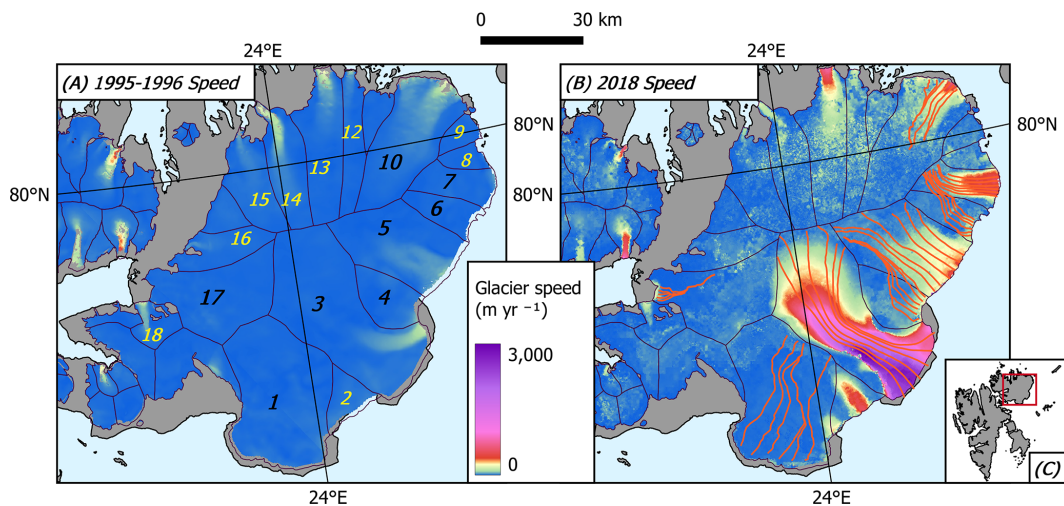 0 30 km
24°E 24°E
(A) 1995-1996 Speed
(B) 2018 Speed
80°N
80°N
80°N
80°N
12
9
13
10
8
7
15
14
6
16
5
17
3
4
18
1
2
Glacier speed
(m yr ⁻¹)
3,000
0
(C)
24°E 24°E